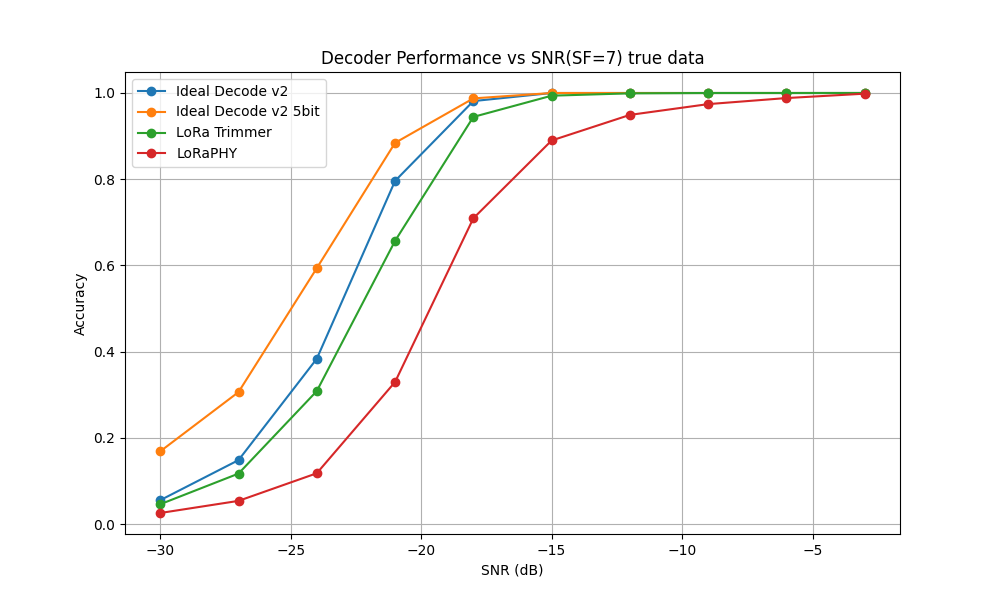 Decoder Performance vs SNR(SF=7) true data
Ideal Decode v2
Ideal Decode v2 5bit
LoRa Trimmer
LoRaPHY
1.0
0.8
0.6
0.4
0.2
0.0
Accuracy
−30
−25
−20
−15
−10
−5
SNR (dB)